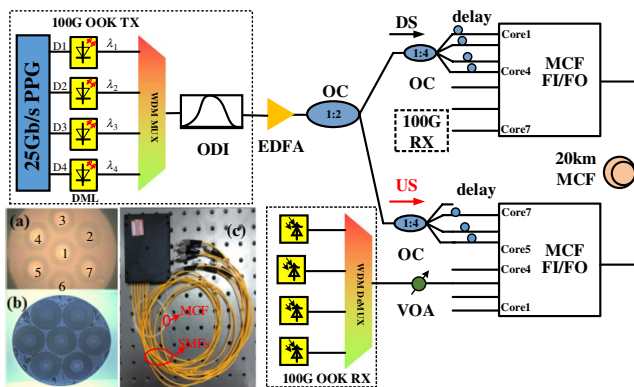 100G OOK TX
25Gb/s PPG
D1
λ1
D2
λ2
D3
λ3
D4
λ4
DML
WDM MUX
ODI
EDFA
OC
1:2
DS
1:4
OC
delay
Core1
Core4
Core7
MCF
FI/FO
100G
RX
20km
MCF
US
1:4
OC
delay
Core7
Core5
Core4
Core1
MCF
FI/FO
VOA
WDM DeMUX
100G OOK RX
(a)
3
4
2
1
5
7
6
(b)
(c)
MCF
SMFs